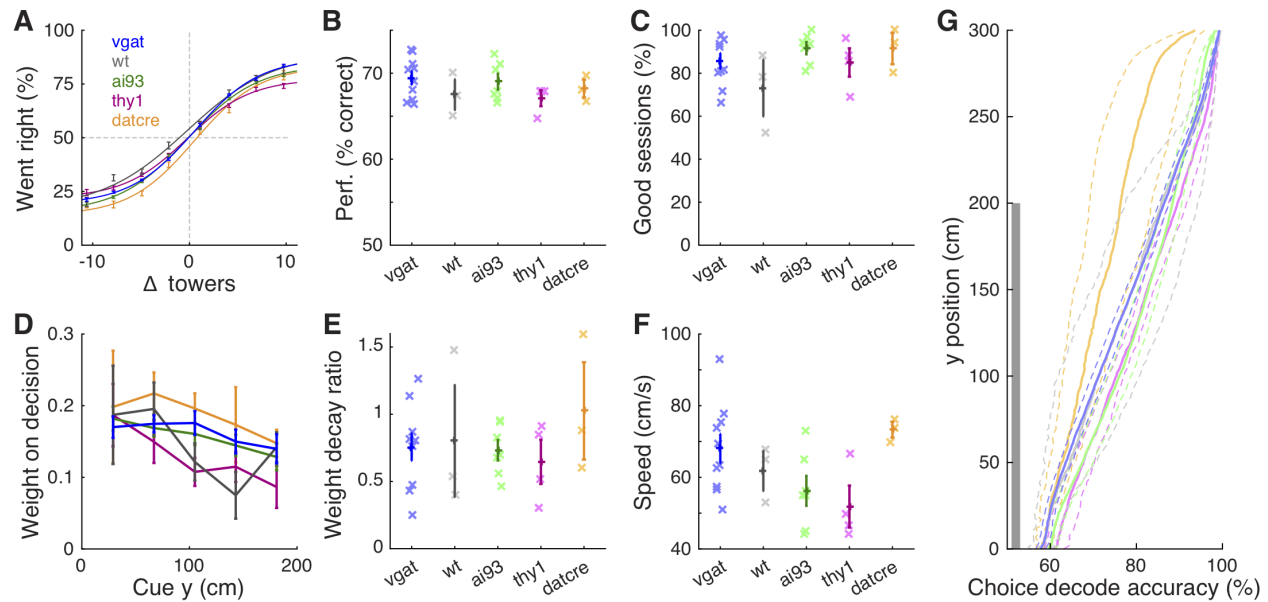 A
vgat
wt
ai93
thy1
datcre
Went right (%)
100
75
50
25
0
-10
0
10
Δ towers
B
Perf. (% correct)
70
60
50
vgat
wt
ai93
thy1
datcre
C
Good sessions (%)
100
80
60
40
20
0
vgat
wt
ai93
thy1
datcre
D
Weight on decision
0.3
0.2
0.1
0
0
100
200
Cue y (cm)
E
Weight decay ratio
1.5
1
0.5
0
vgat
wt
ai93
thy1
datcre
F
Speed (cm/s)
100
80
60
40
vgat
wt
ai93
thy1
datcre
G
y position (cm)
300
250
200
150
100
50
0
60
80
100
Choice decode accuracy (%)